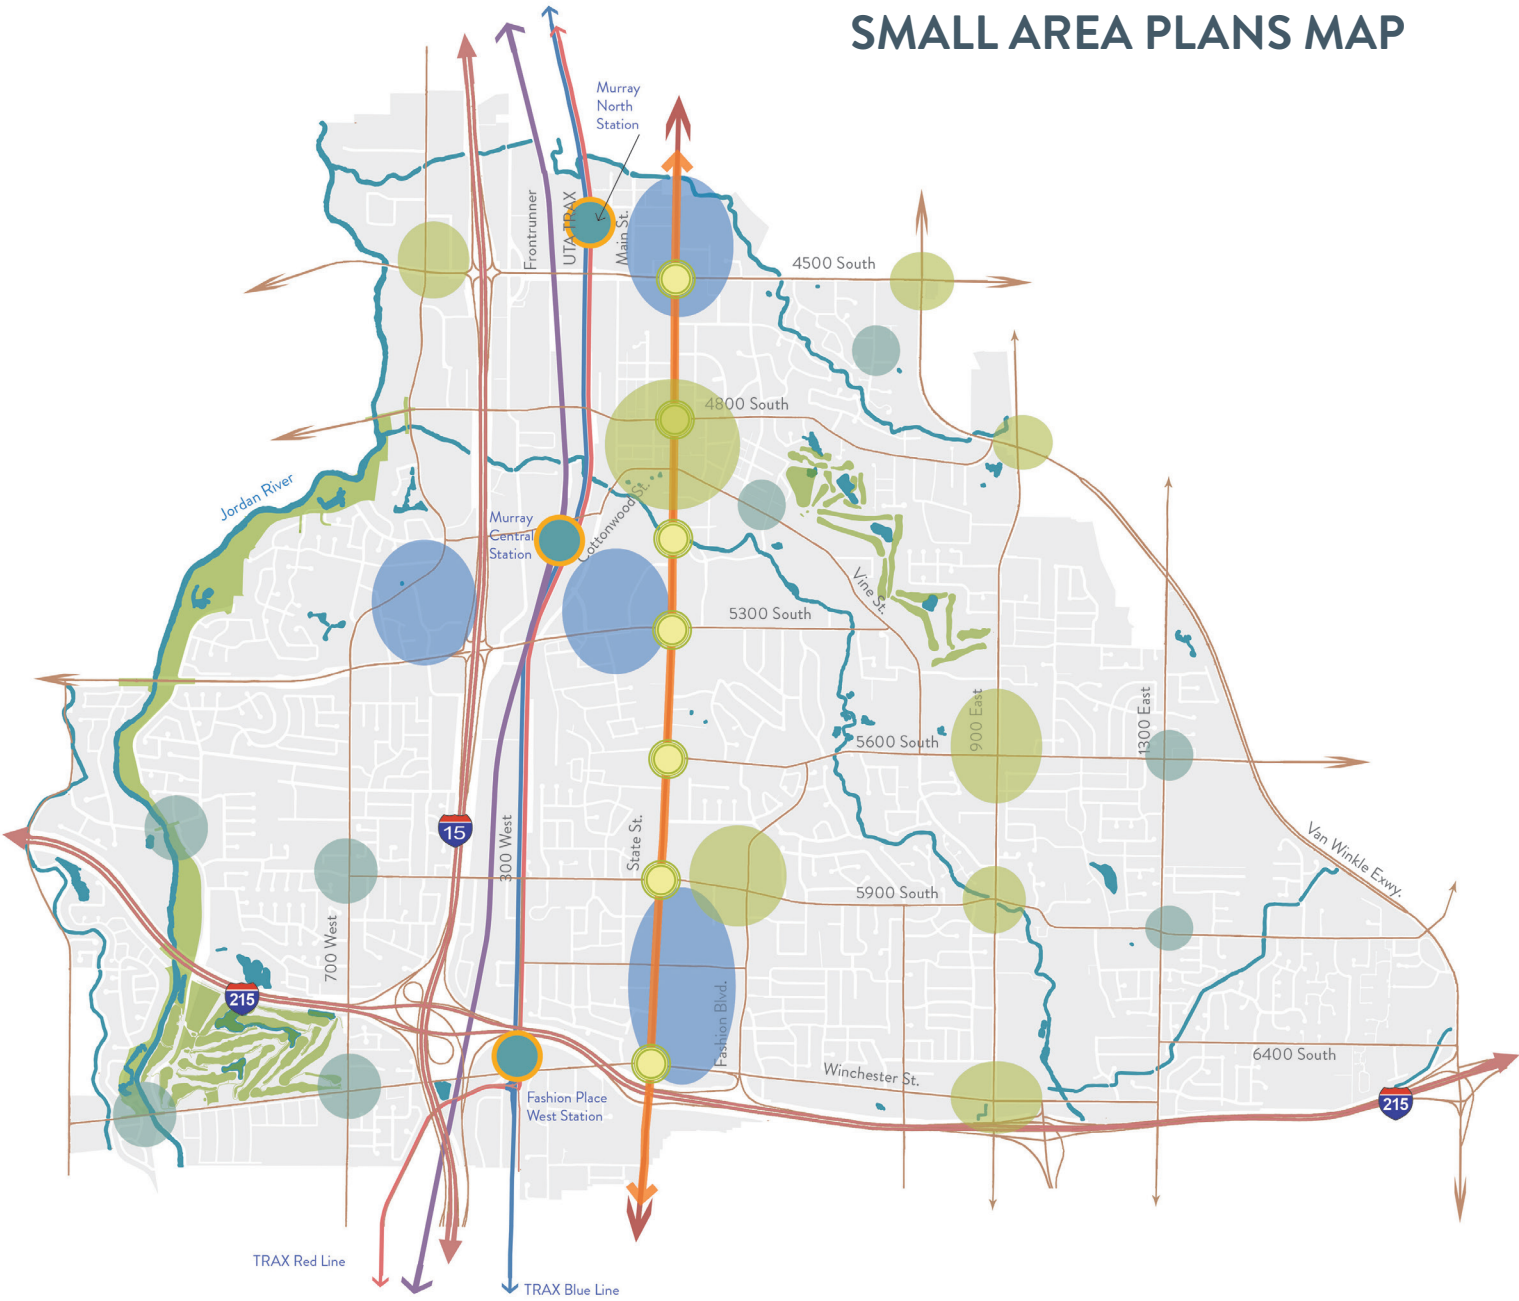 SMALL AREA PLANS MAP
Murray
North
Station
Frontrunner
UTA TRAX
Main St.
4500 South
4800 South
Jordan River
Murray
Central
Station
Cottonwood St.
Vine St.
5300 South
900 East
1300 East
5600 South
15
300 West
State St.
Van Winkle Exwy.
5900 South
700 West
215
Fashion Blvd.
6400 South
Winchester St.
215
Fashion Place
West Station
TRAX Red Line
TRAX Blue Line